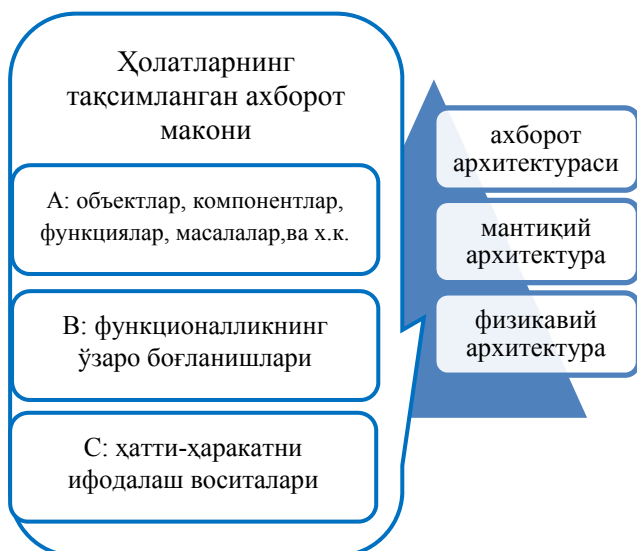 Ҳолатларнинг
тақсимланган ахборот
макони
А: объектлар, компонентлар,
функциялар, масалалар,ва х.к.
В: функционалликнинг
ўзаро боғланишлари
С: ҳатти-ҳаракатни
ифодалаш воситалари
ахборот
архитектураси
мантиқий
архитектура
физикавий
архитектура